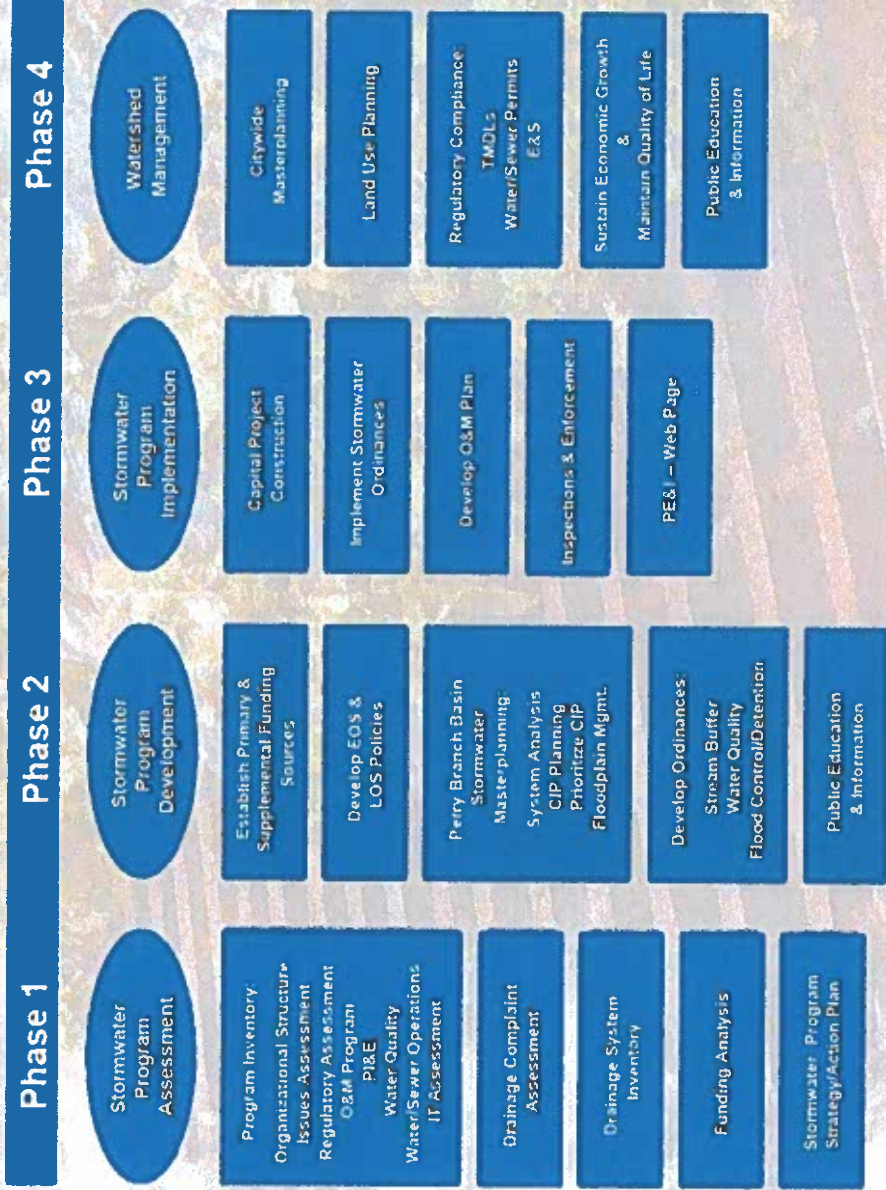 Phase 1
Phase 2
Phase 3
Phase 4
Stormwater
Program
Assessment
Program Inventory:
Organizational Structure
Issues Assessment
Regulatory Assessment
O&M Program
PI&E
Water Quality
Water/Sewer Operations
IT Assessment
Drainage Complaint
Assessment
Drainage System
Inventory
Funding Analysis
Stormwater Program
Strategy/Action Plan
Stormwater
Program
Development
Establish Primary &
Supplemental Funding
Sources
Develop EOS &
LOS Policies
Perry Branch Basin
Stormwater
Masterplanning:
System Analysis
CIP Planning
Prioritize CIP
Floodplain Mgmt.
Develop Ordinances:
Stream Buffer
Water Quality
Flood Control/Detention
Public Education
& Information
Stormwater
Program
Implementation
Capital Project
Construction
Implement Stormwater
Ordinances
Develop O&M Plan
Inspections & Enforcement
PE&I – Web Page
Watershed
Management
Citywide
Masterplanning
Land Use Planning
Regulatory Compliance:
TMDLs
Water/Sewer Permits
E&S
Sustain Economic Growth
&
Maintain Quality of Life
Public Education
& Information